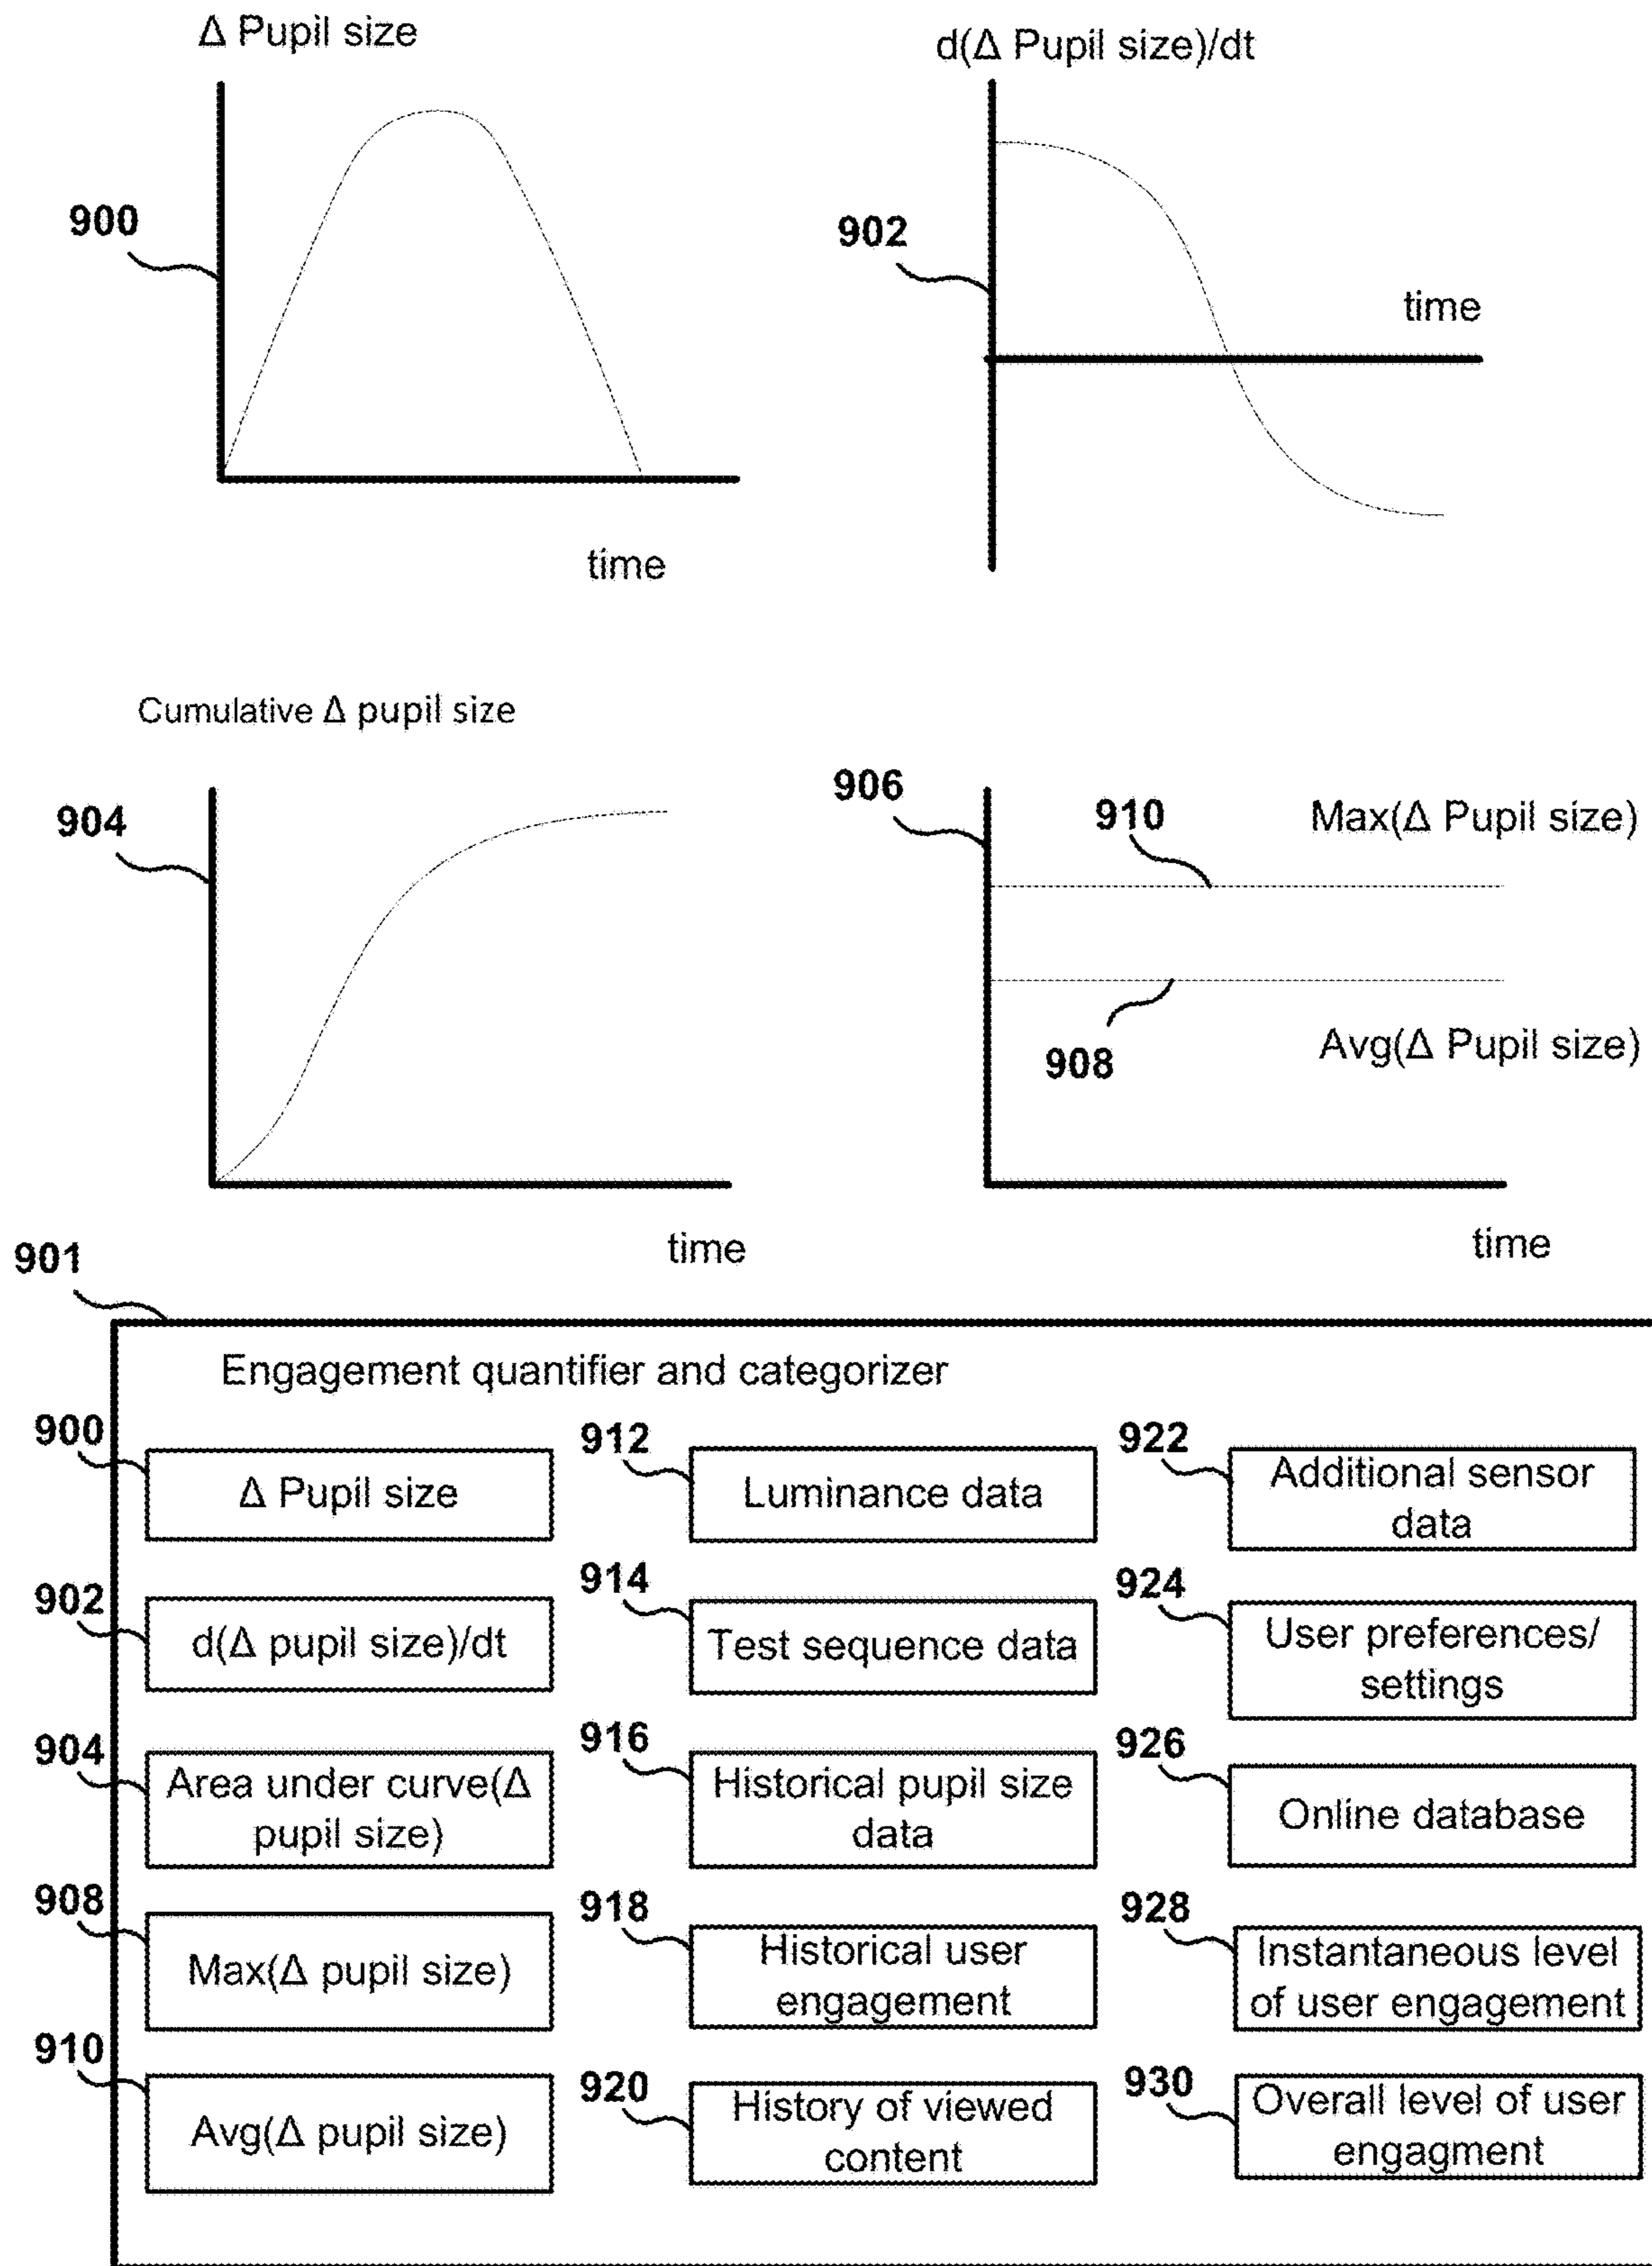 Δ Pupil size
d(Δ Pupil size)/dt
900
902
time
time
Cumulative Δ pupil size
904
906
910
Max(Δ Pupil size)
908
Avg(Δ Pupil size)
time
time
901
Engagement quantifier and categorizer
900
Δ Pupil size
912
Luminance data
922
Additional sensor
data
902
d(Δ pupil size)/dt
914
Test sequence data
924
User preferences/
settings
904
Area under curve(Δ
pupil size)
916
Historical pupil size
data
926
Online database
908
Max(Δ pupil size)
918
Historical user
engagement
928
Instantaneous level
of user engagement
910
Avg(Δ pupil size)
920
History of viewed
content
930
Overall level of user
engagment